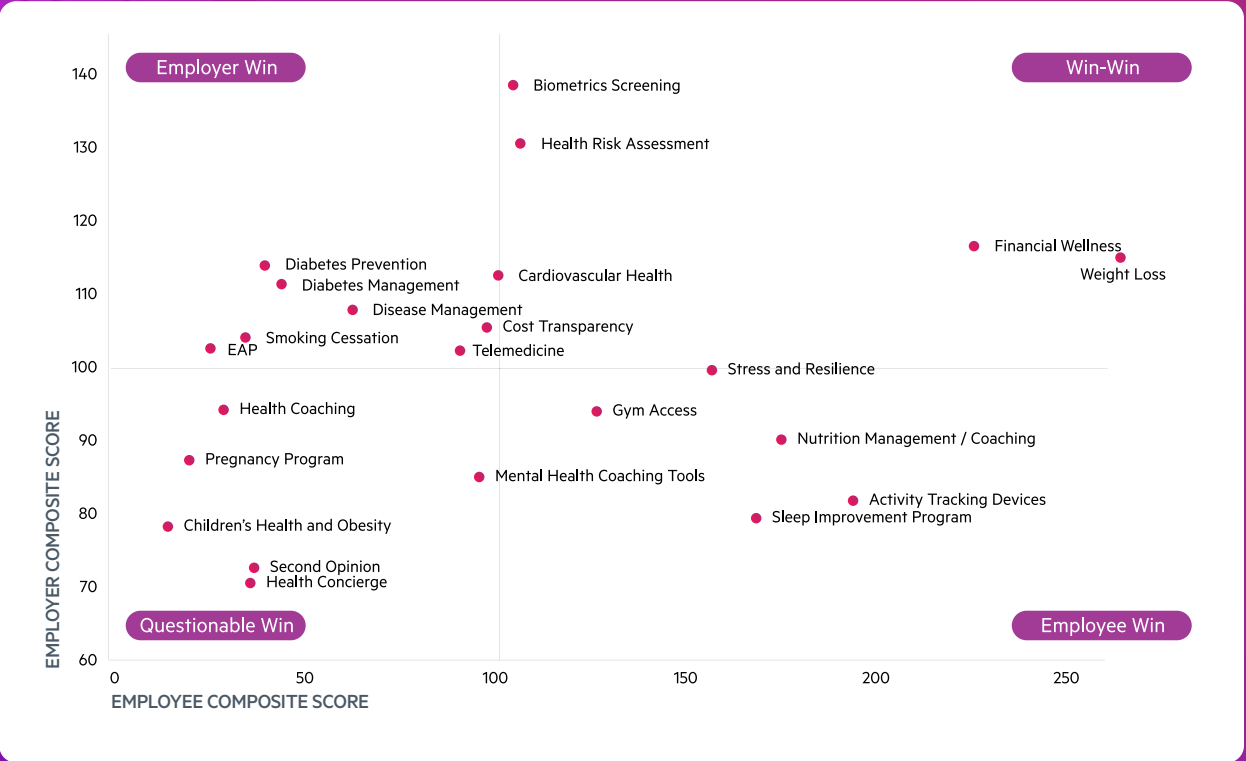 Employer Win
Win-Win
140
Biometrics Screening
130
Health Risk Assessment
120
Financial Wellness
Weight Loss
Diabetes Prevention
Diabetes Management
Cardiovascular Health
110
Disease Management
Cost Transparency
Smoking Cessation
EAP
Telemedicine
100
Stress and Resilience
Health Coaching
Gym Access
90
Nutrition Management / Coaching
Pregnancy Program
Mental Health Coaching Tools
80
Activity Tracking Devices
Sleep Improvement Program
Children’s Health and Obesity
Second Opinion
Health Concierge
70
Questionable Win
Employee Win
60
EMPLOYER COMPOSITE SCORE
0 50 100 150 200 250
EMPLOYEE COMPOSITE SCORE